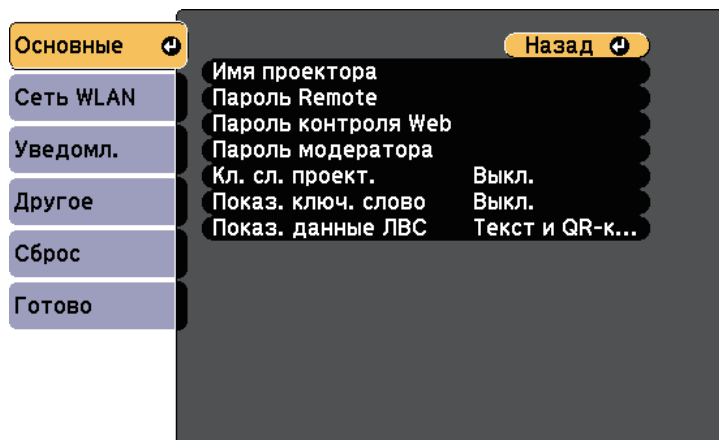 Основные
Сеть WLAN
Уведомл.
Другое
Сброс
Готово
Назад
Имя проектора
Пароль Remote
Пароль контроля Web
Пароль модератора
Кл. сл. проект. Выкл.
Показ. ключ. слово Выкл.
Показ. данные ЛВС Текст и QR-к...